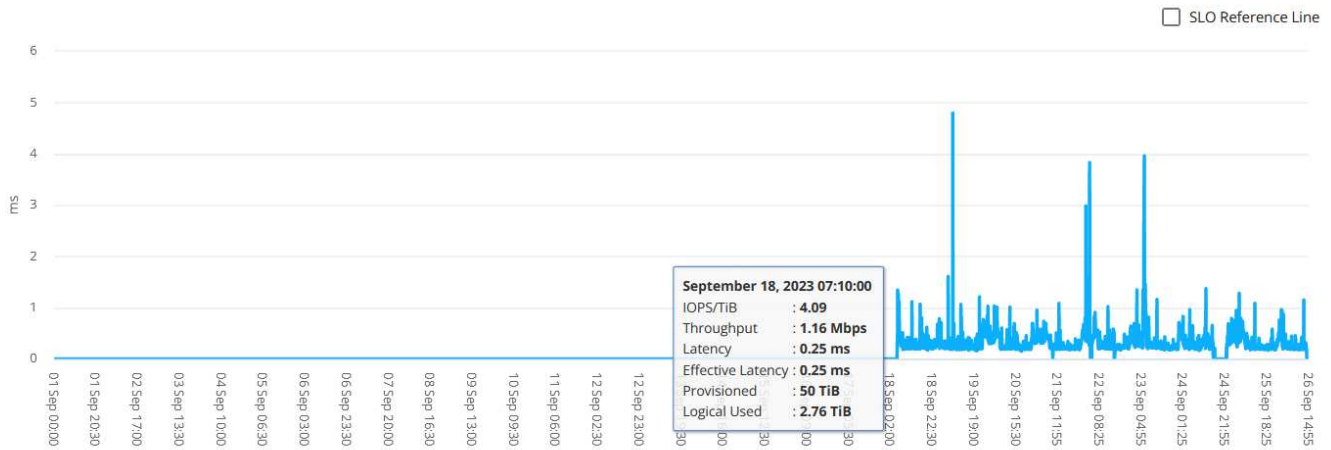 SLO Reference Line
6
5
4
3
2
1
0
ms
September 18, 2023 07:10:00
IOPS/TiB : 4.09
Throughput : 1.16 Mbps
Latency : 0.25 ms
Effective Latency : 0.25 ms
Provisioned : 50 TiB
Logical Used : 2.76 TiB
01 Sep 00:00
01 Sep 20:30
02 Sep 17:00
03 Sep 13:30
04 Sep 10:00
05 Sep 06:30
06 Sep 03:00
06 Sep 23:30
07 Sep 20:00
08 Sep 16:30
09 Sep 13:00
10 Sep 09:30
11 Sep 06:00
12 Sep 02:30
12 Sep 23:00
18 Sep 02:00
18 Sep 22:30
19 Sep 19:00
20 Sep 15:30
21 Sep 11:55
22 Sep 08:25
23 Sep 04:55
24 Sep 01:25
24 Sep 21:55
25 Sep 18:25
26 Sep 14:55